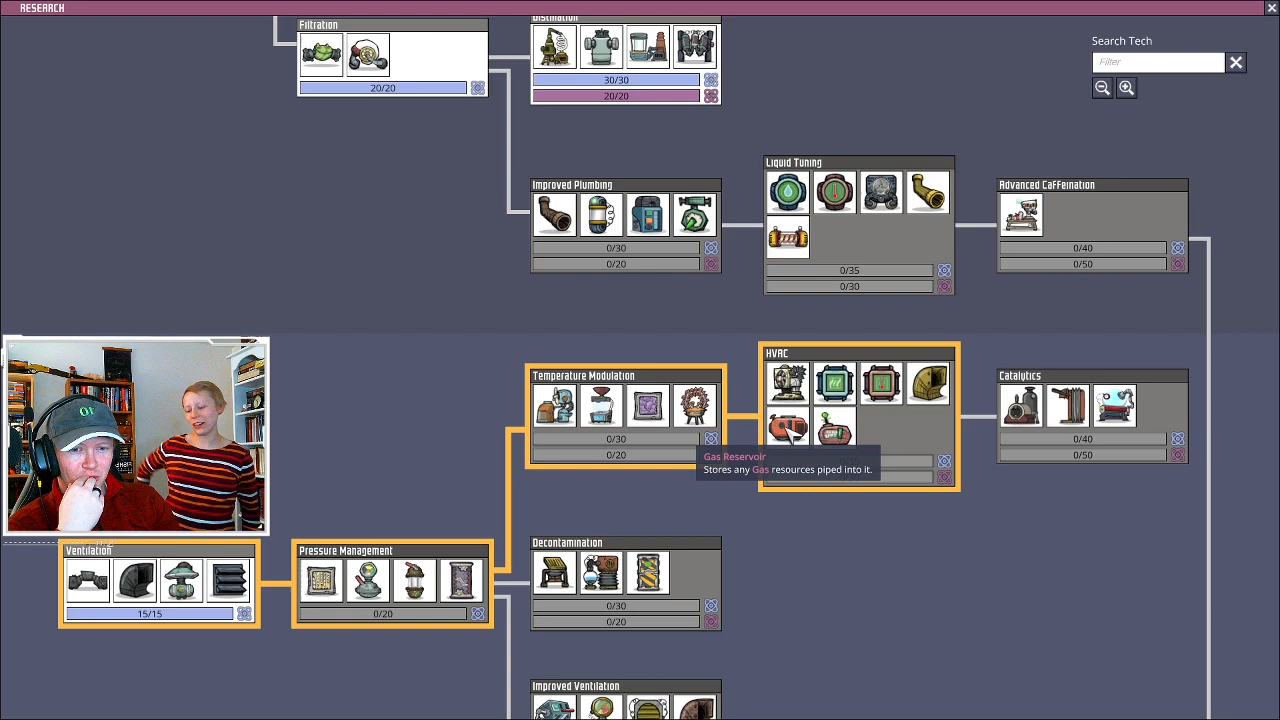 RESEARCH
Filtration
20/20
Distillation
30/30
20/20
Search Tech
Filter
Improved Plumbing
0/30
0/20
Liquid Tuning
0/35
0/30
Advanced Caffeination
0/40
0/50
Temperature Modulation
0/30
0/20
HVAC
Catalytics
0/40
0/50
Gas Reservoir
Stores any Gas resources piped into it.
Ventilation
15/15
Pressure Management
0/20
Decontamination
0/30
0/20
Improved Ventilation